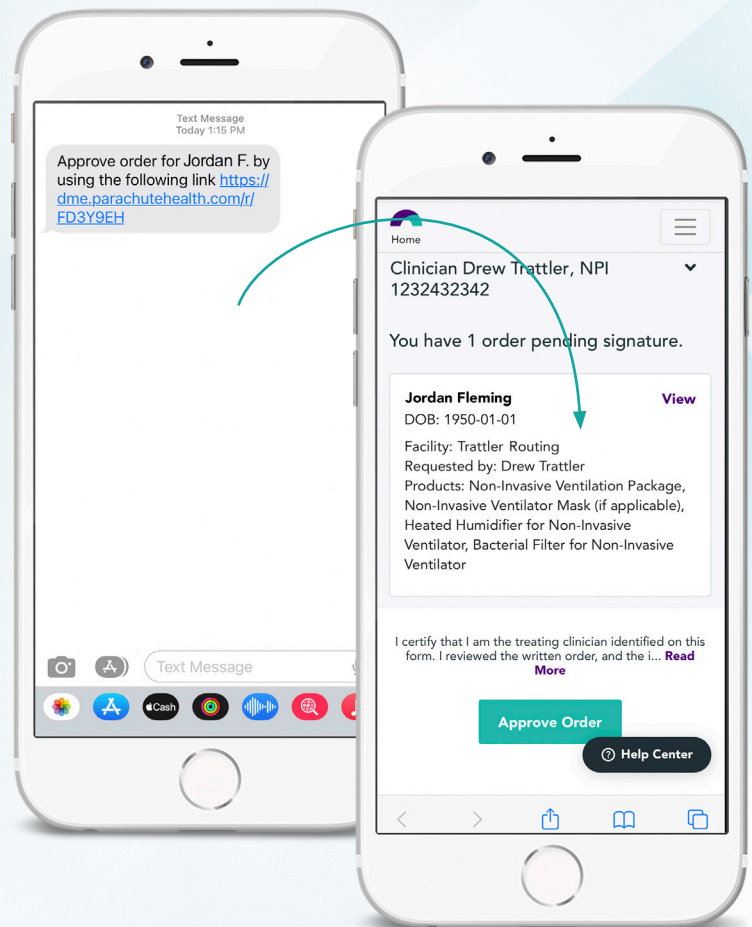 Text Message
Today 1:15 PM
Approve order for Jordan F. by
using the following link https://
dme.parachutehealth.com/r/
FD3Y9EH
Text Message
Cash
Home
Clinician Drew Trattler, NPI
1232432342
You have 1 order pending signature.
Jordan Fleming
View
DOB: 1950-01-01
Facility: Trattler Routing
Requested by: Drew Trattler
Products: Non-Invasive Ventilation Package,
Non-Invasive Ventilator Mask (if applicable),
Heated Humidifier for Non-Invasive
Ventilator, Bacterial Filter for Non-Invasive
Ventilator
I certify that I am the treating clinician identified on this
form. I reviewed the written order, and the i... Read
More
Approve Order
Help Center